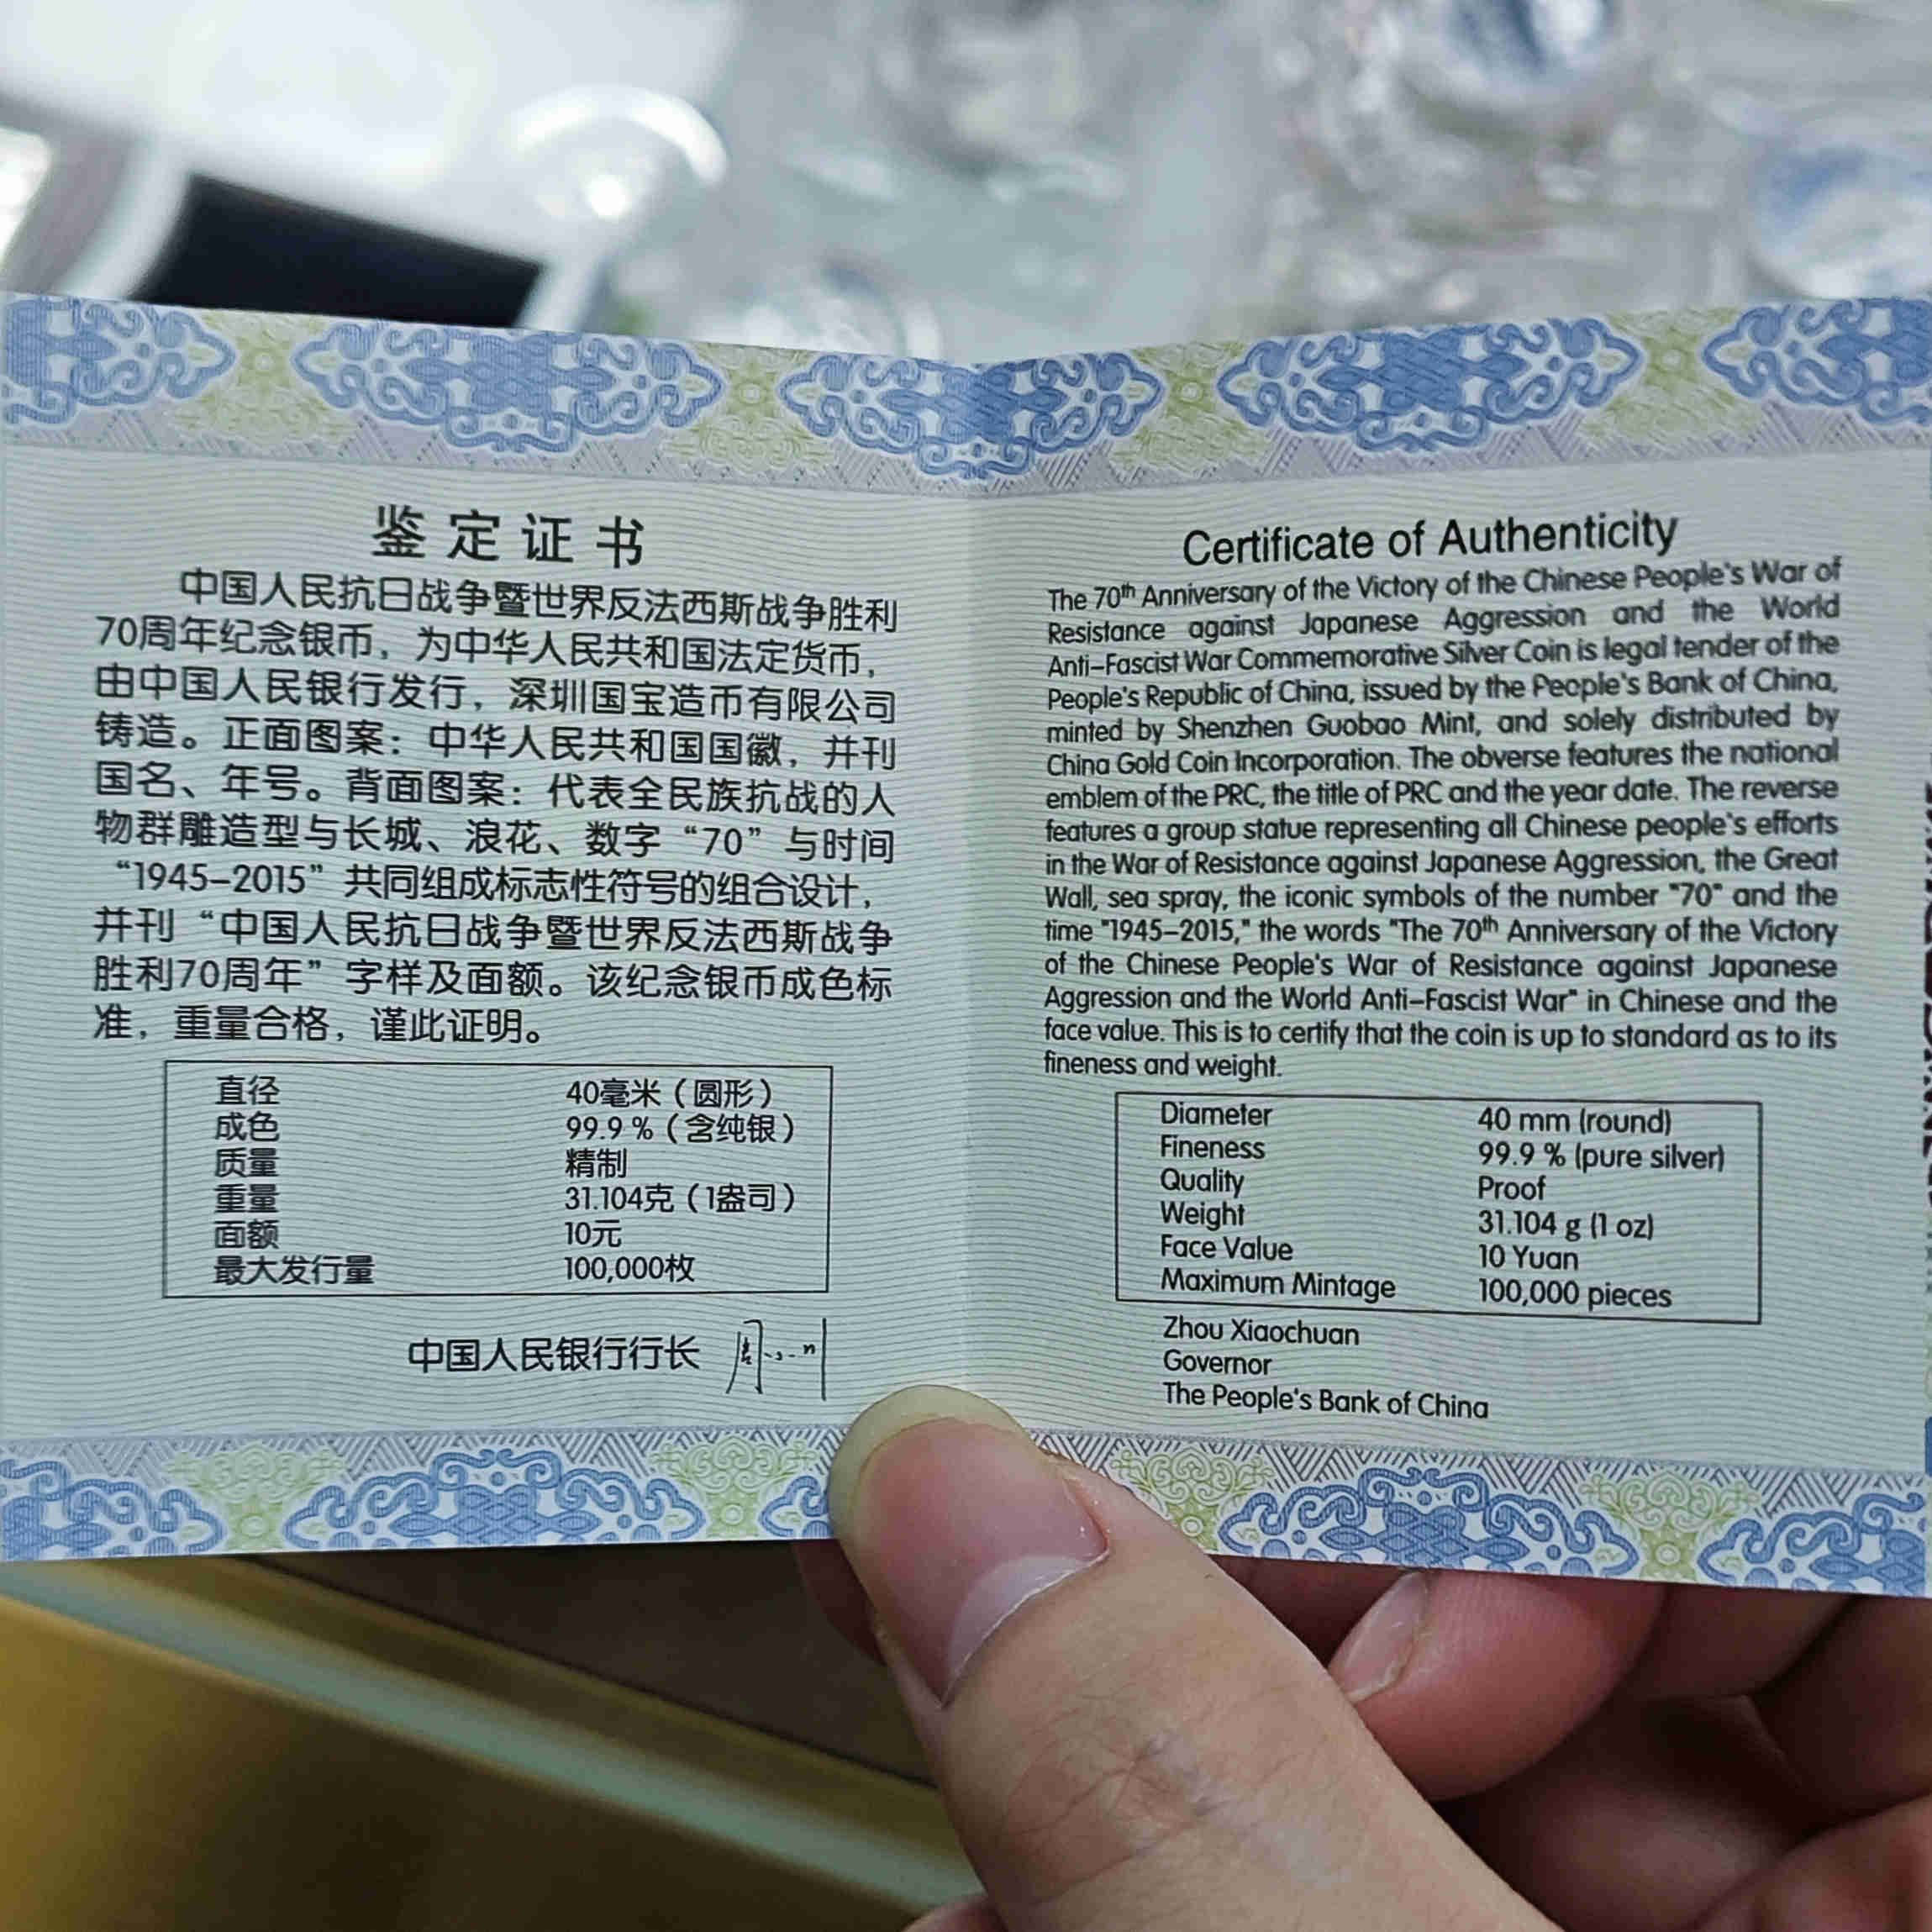 鉴定证书
中国人民抗日战争暨世界反法西斯战争胜利
70周年纪念银币，为中华人民共和国法定货币，
由中国人民银行发行，深圳国宝造币有限公司
铸造。正面图案：中华人民共和国国徽，并刊
国名、年号。背面图案：代表全民族抗战的人
物群雕造型与长城、浪花、数字“70”与时间
“1945–2015”共同组成标志性符号的组合设计，
并刊“中国人民抗日战争暨世界反法西斯战争
胜利70周年”字样及面额。该纪念银币成色标
准，重量合格，谨此证明。
直径 40毫米（圆形）
成色 99.9％（含纯银）
质量 精制
重量 31.104克（1盎司）
面额 10元
最大发行量 100,000枚
中国人民银行行长 周小川
Certificate of Authenticity
The 70th Anniversary of the Victory of the Chinese People's War of
Resistance against Japanese Aggression and the World
Anti–Fascist War Commemorative Silver Coin is legal tender of the
People's Republic of China, issued by the People's Bank of China,
minted by Shenzhen Guobao Mint, and solely distributed by
China Gold Coin Incorporation. The obverse features the national
emblem of the PRC, the title of PRC and the year date. The reverse
features a group statue representing all Chinese people's efforts
in the War of Resistance against Japanese Aggression, the Great
Wall, sea spray, the iconic symbols of the number "70" and the
time "1945–2015," the words "The 70th Anniversary of the Victory
of the Chinese People's War of Resistance against Japanese
Aggression and the World Anti–Fascist War" in Chinese and the
face value. This is to certify that the coin is up to standard as to its
fineness and weight.
Diameter 40 mm (round)
Fineness 99.9 % (pure silver)
Quality Proof
Weight 31.104 g (1 oz)
Face Value 10 Yuan
Maximum Mintage 100,000 pieces
Zhou Xiaochuan
Governor
The People's Bank of China